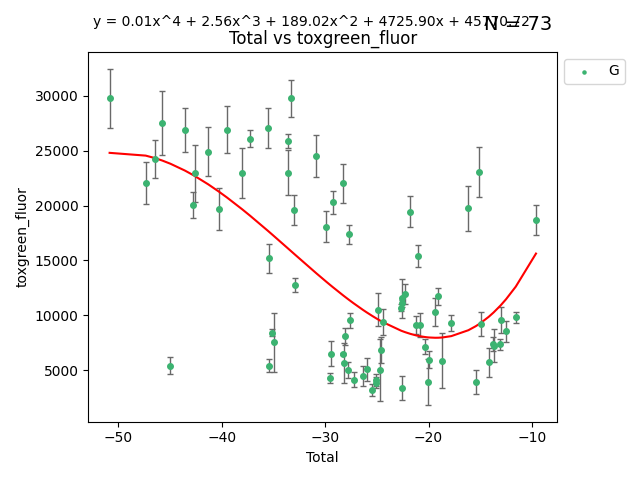 y = 0.01x^4 + 2.56x^3 + 189.02x^2 + 4725.90x +
N = 73
Total vs toxgreen_fluor
G
30000
25000
20000
15000
10000
5000
toxgreen_fluor
-50
-40
-30
-20
-10
Total